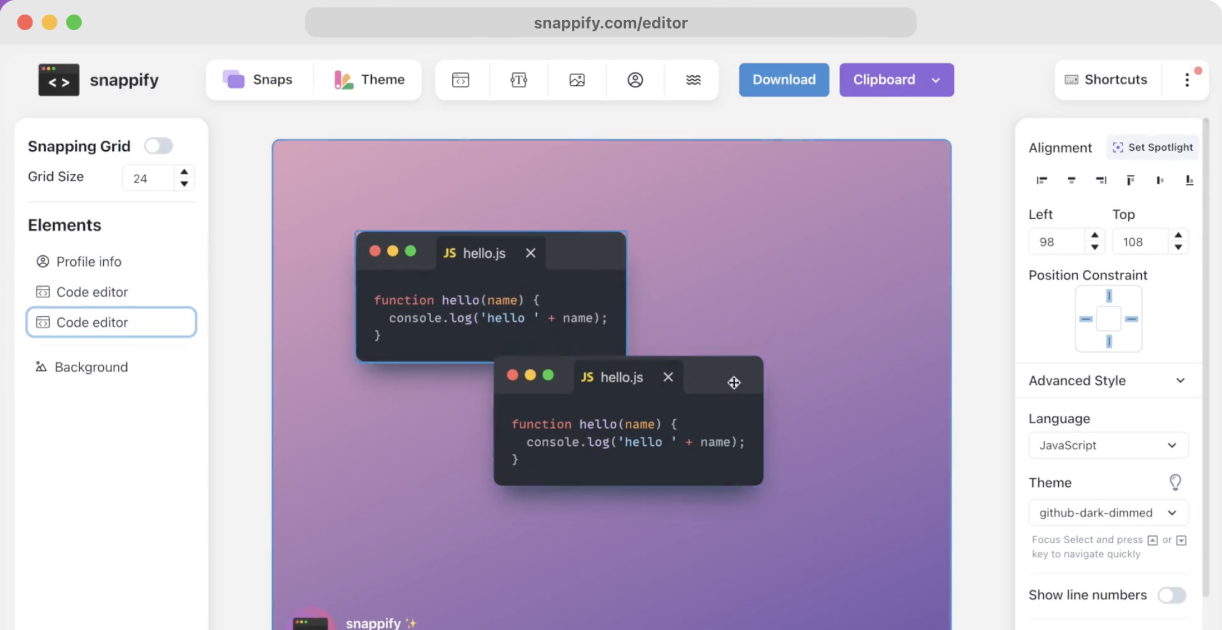 snappify.com/editor
snappify
Snaps
Theme
Download
Clipboard
Shortcuts
Snapping Grid
Grid Size
24
Elements
Profile info
Code editor
Code editor
Background
JS hello.js
function hello(name) {
  console.log('hello ' + name);
}
JS hello.js
function hello(name) {
  console.log('hello ' + name);
}
snappify ✨
Alignment
Set Spotlight
Left Top
98 108
Position Constraint
Advanced Style
Language
JavaScript
Theme
github-dark-dimmed
Focus Select and press or
key to navigate quickly
Show line numbers